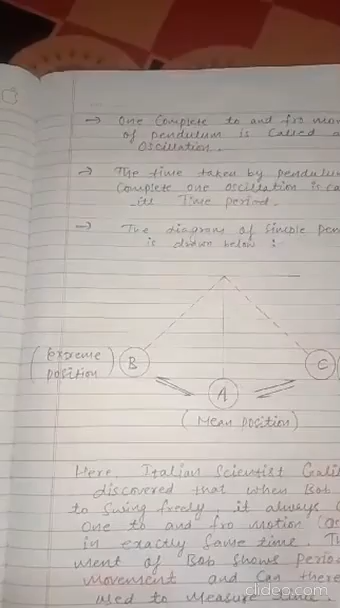 → One Complete to and fro
of pendulum is Called
Oscillation.
→ The time taken by
Complete one oscillation is
its Time period.
→ The diagram of Simple
is drawn below :
( Extreme
position )
B
C
A
( Mean position )
Here, Italian Scientist
discovered that when Bob
to Swing freely it always
One to and fro motion
in exactly Same time.
ment of Bob Shows
Movement and Can
used to Measure time.
clideo.com